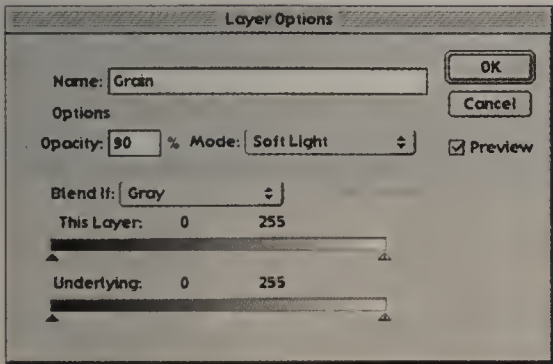 Layer Options
Name: Grain
OK
Options
Cancel
Opacity: 90 % Mode: Soft Light
Preview
Blend If: Gray
This Layer: 0 255
Underlying: 0 255